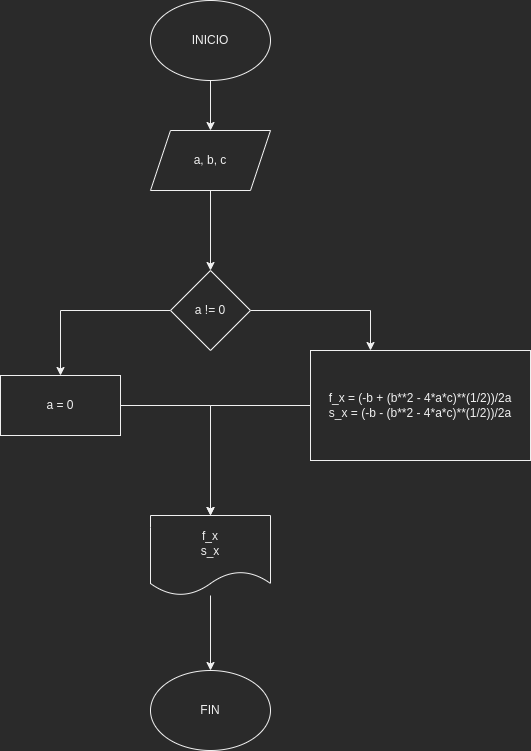 INICIO
a, b, c
a != 0
a = 0
f_x = (-b + (b**2 - 4*a*c)**(1/2))/2a
s_x = (-b - (b**2 - 4*a*c)**(1/2))/2a
f_x
s_x
FIN